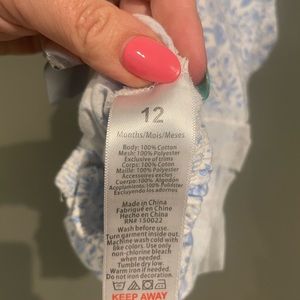 12
Months/Mois/Meses
Body: 100% Cotton
Mesh: 100% Polyester
Exclusive of trims
Corps: 100% Coton
Maille: 100% Polyester
Accessoires exclus
Cuerpo: 100% Algodón
Acoplamiento: 100% Poliéster
Excluyendo los adornos
Made in China
Fabriqué en Chine
Hecho en China
RN# 150022
Wash before use.
Turn garment inside out.
Machine wash cold with
like colors. Use only
non-chlorine bleach
when needed.
Tumble dry low.
Warm iron if needed.
Do not iron decoration.
KEEP AWAY